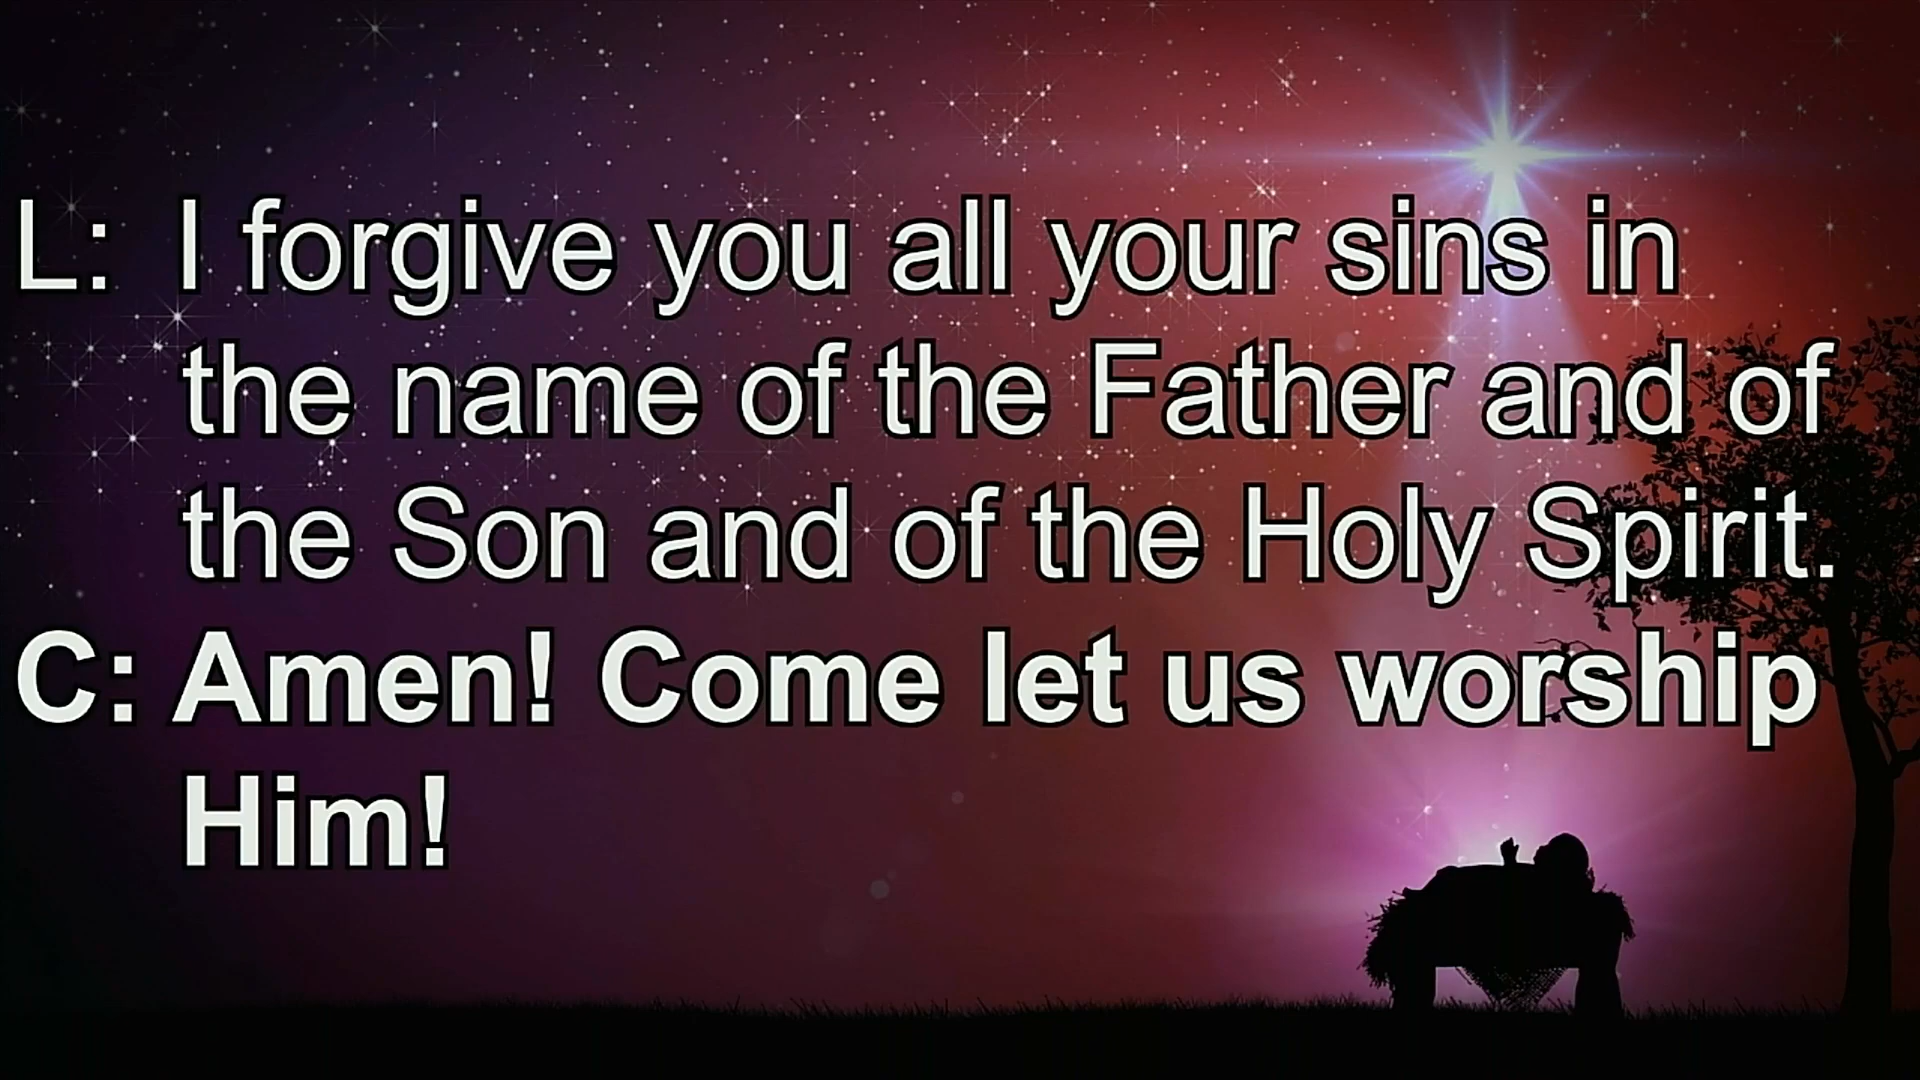 L: I forgive you all your sins in
the name of the Father and of
the Son and of the Holy Spirit.
C: Amen! Come let us worship
Him!